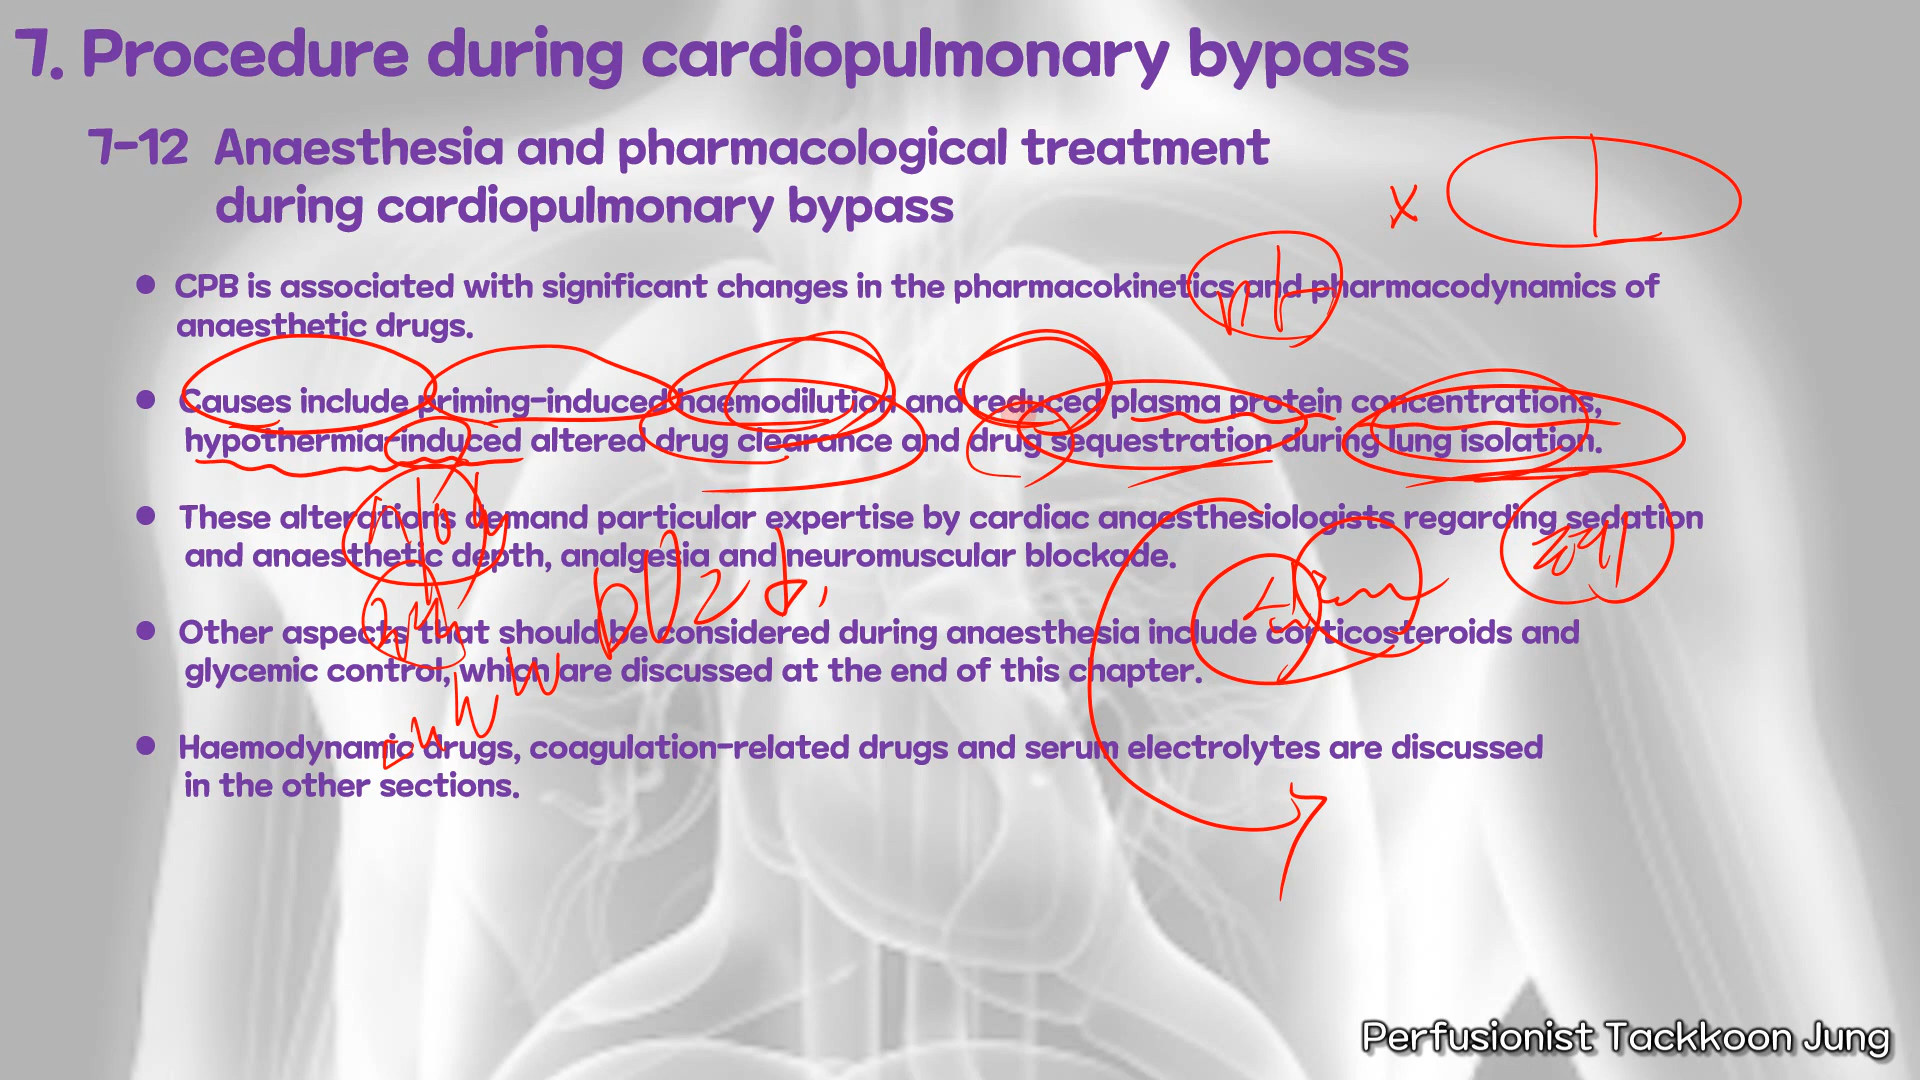 7. Procedure during cardiopulmonary bypass
7-12 Anaesthesia and pharmacological treatment
during cardiopulmonary bypass
● CPB is associated with significant changes in the pharmacokinetics and pharmacodynamics of
anaesthetic drugs.
● Causes include priming-induced haemodilution and reduced plasma protein concentrations,
hypothermia-induced altered drug clearance and drug sequestration during lung isolation.
● These alterations demand particular expertise by cardiac anaesthesiologists regarding sedation
and anaesthetic depth, analgesia and neuromuscular blockade.
● Other aspects that should be considered during anaesthesia include corticosteroids and
glycemic control, which are discussed at the end of this chapter.
● Haemodynamic drugs, coagulation-related drugs and serum electrolytes are discussed
in the other sections.
Perfusionist Tackkoon Jung